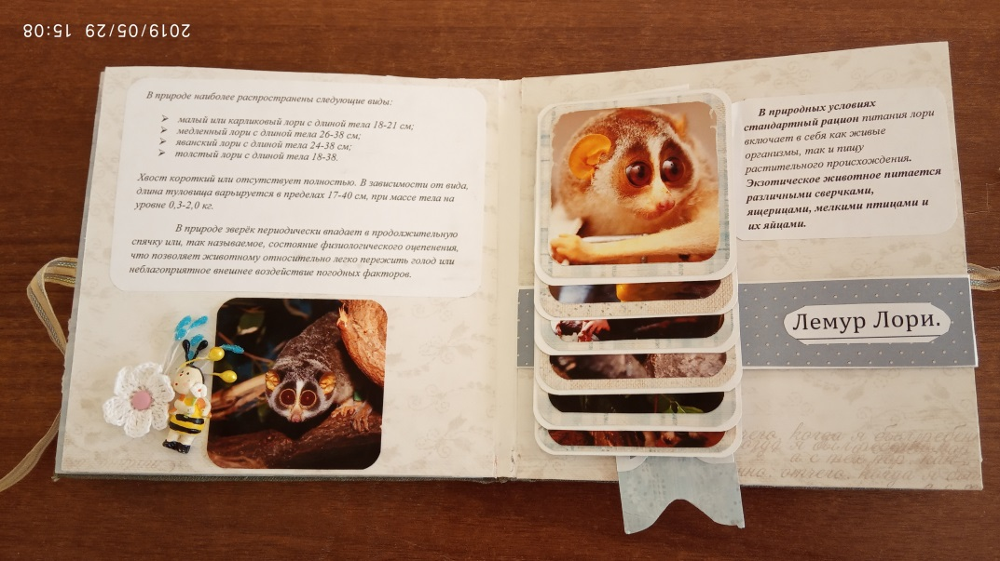 2019/05/29 15:08
В природе наиболее распространены следующие виды:
малый или карликовый лори с длиной тела 18-21 см;
медленный лори с длиной тела 26-38 см;
яванский лори с длиной тела 24-38 см;
толстый лори с длиной тела 18-38.
Хвост короткий или отсутствует полностью. В зависимости от вида,
длина туловища варьируется в пределах 17-40 см, при массе тела на
уровне 0,3-2,0 кг.
В природе зверёк периодически впадает в продолжительную
спячку или, так называемое, состояние физиологического оцепенения,
что позволяет животному относительно легко пережить голод или
неблагоприятное внешнее воздействие погодных факторов.
В природных условиях
стандартный рацион питания лори
включает в себя как живые
организмы, так и пищу
растительного происхождения.
Экзотическое животное питается
различными сверчками,
ящерицами, мелкими птицами и
их яйцами.
Лемур Лори.